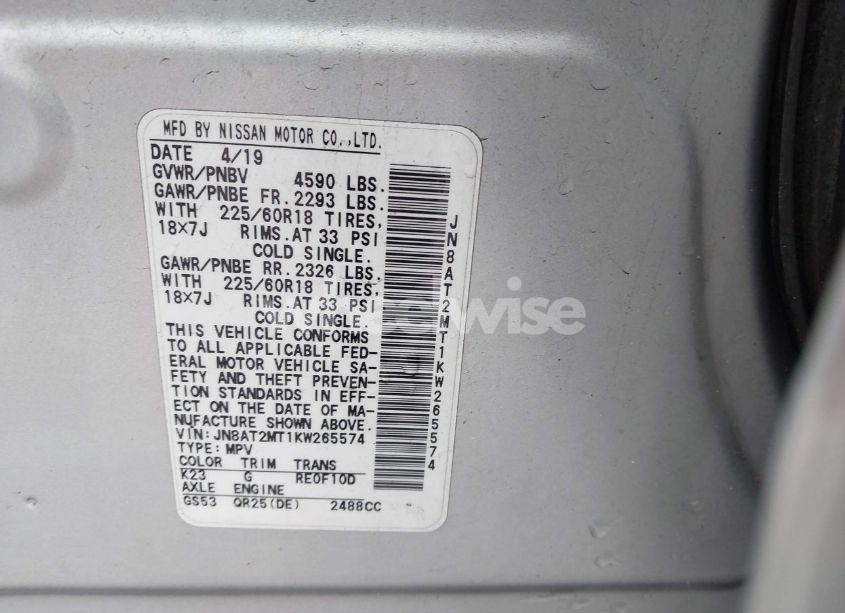 MFD BY NISSAN MOTOR CO.,LTD.
DATE 4/19
GVWR/PNBV 4590 LBS.
GAWR/PNBE FR. 2293 LBS.
WITH 225/60R18 TIRES,
18×7J RIMS.AT 33 PSI
COLD SINGLE.
GAWR/PNBE RR. 2326 LBS.
WITH 225/60R18 TIRES,
18×7J RIMS.AT 33 PSI
COLD SINGLE.
THIS VEHICLE CONFORMS
TO ALL APPLICABLE FED-
ERAL MOTOR VEHICLE SA-
FETY AND THEFT PREVEN-
TION STANDARDS IN EFF-
ECT ON THE DATE OF MA-
NUFACTURE SHOWN ABOVE.
VIN: JN8AT2MT1KW265574
TYPE: MPV
COLOR TRIM TRANS
K23 G RE0F10D
AXLE ENGINE
GS53 QR25(DE) 2488CC
JN8AT2MT1KW265574